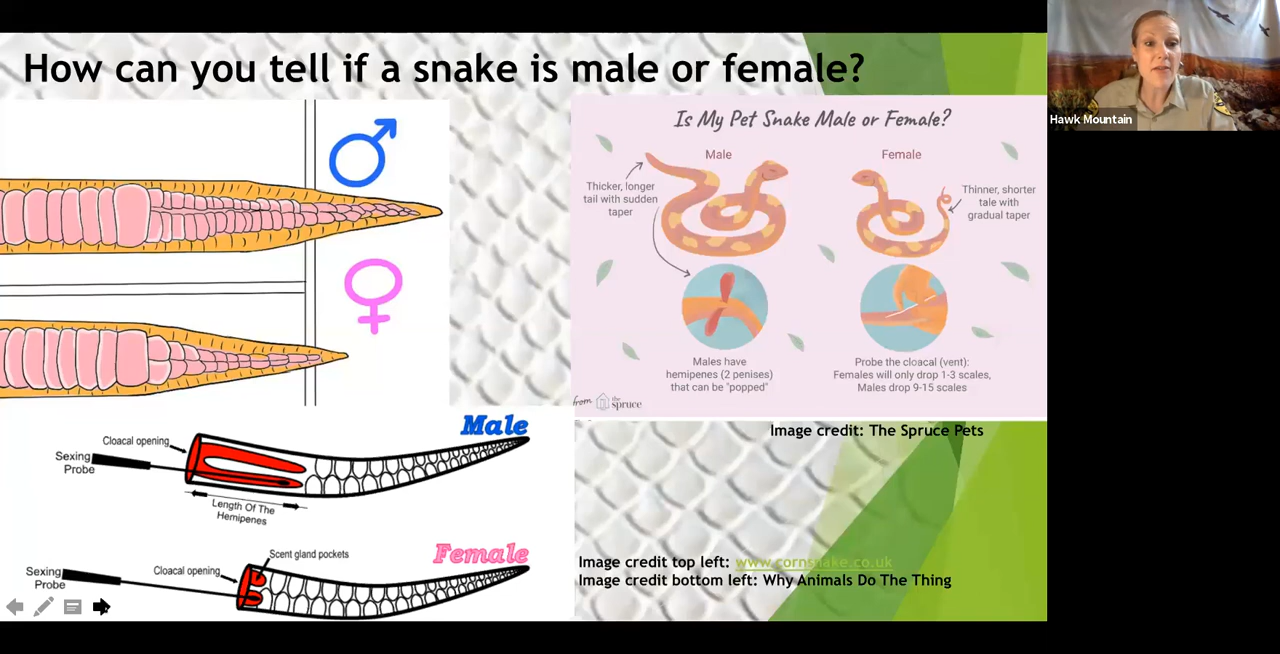 How can you tell if a snake is male or female?
Hawk Mountain
Is My Pet Snake Male or Female?
Male
Thicker, longer
tail with sudden
taper
Males have
hemipenes (2 penises)
that can be "popped"
Female
Thinner, shorter
tale with
gradual taper
Probe the cloacal (vent):
Females will only drop 1-3 scales,
Males drop 9-15 scales
from the
spruce
Image credit: The Spruce Pets
Male
Cloacal opening
Sexing
Probe
Length Of The
Hemipenes
Female
Scent gland pockets
Cloacal opening
Sexing
Probe
Image credit top left: www.cornsnake.co.uk
Image credit bottom left: Why Animals Do The Thing